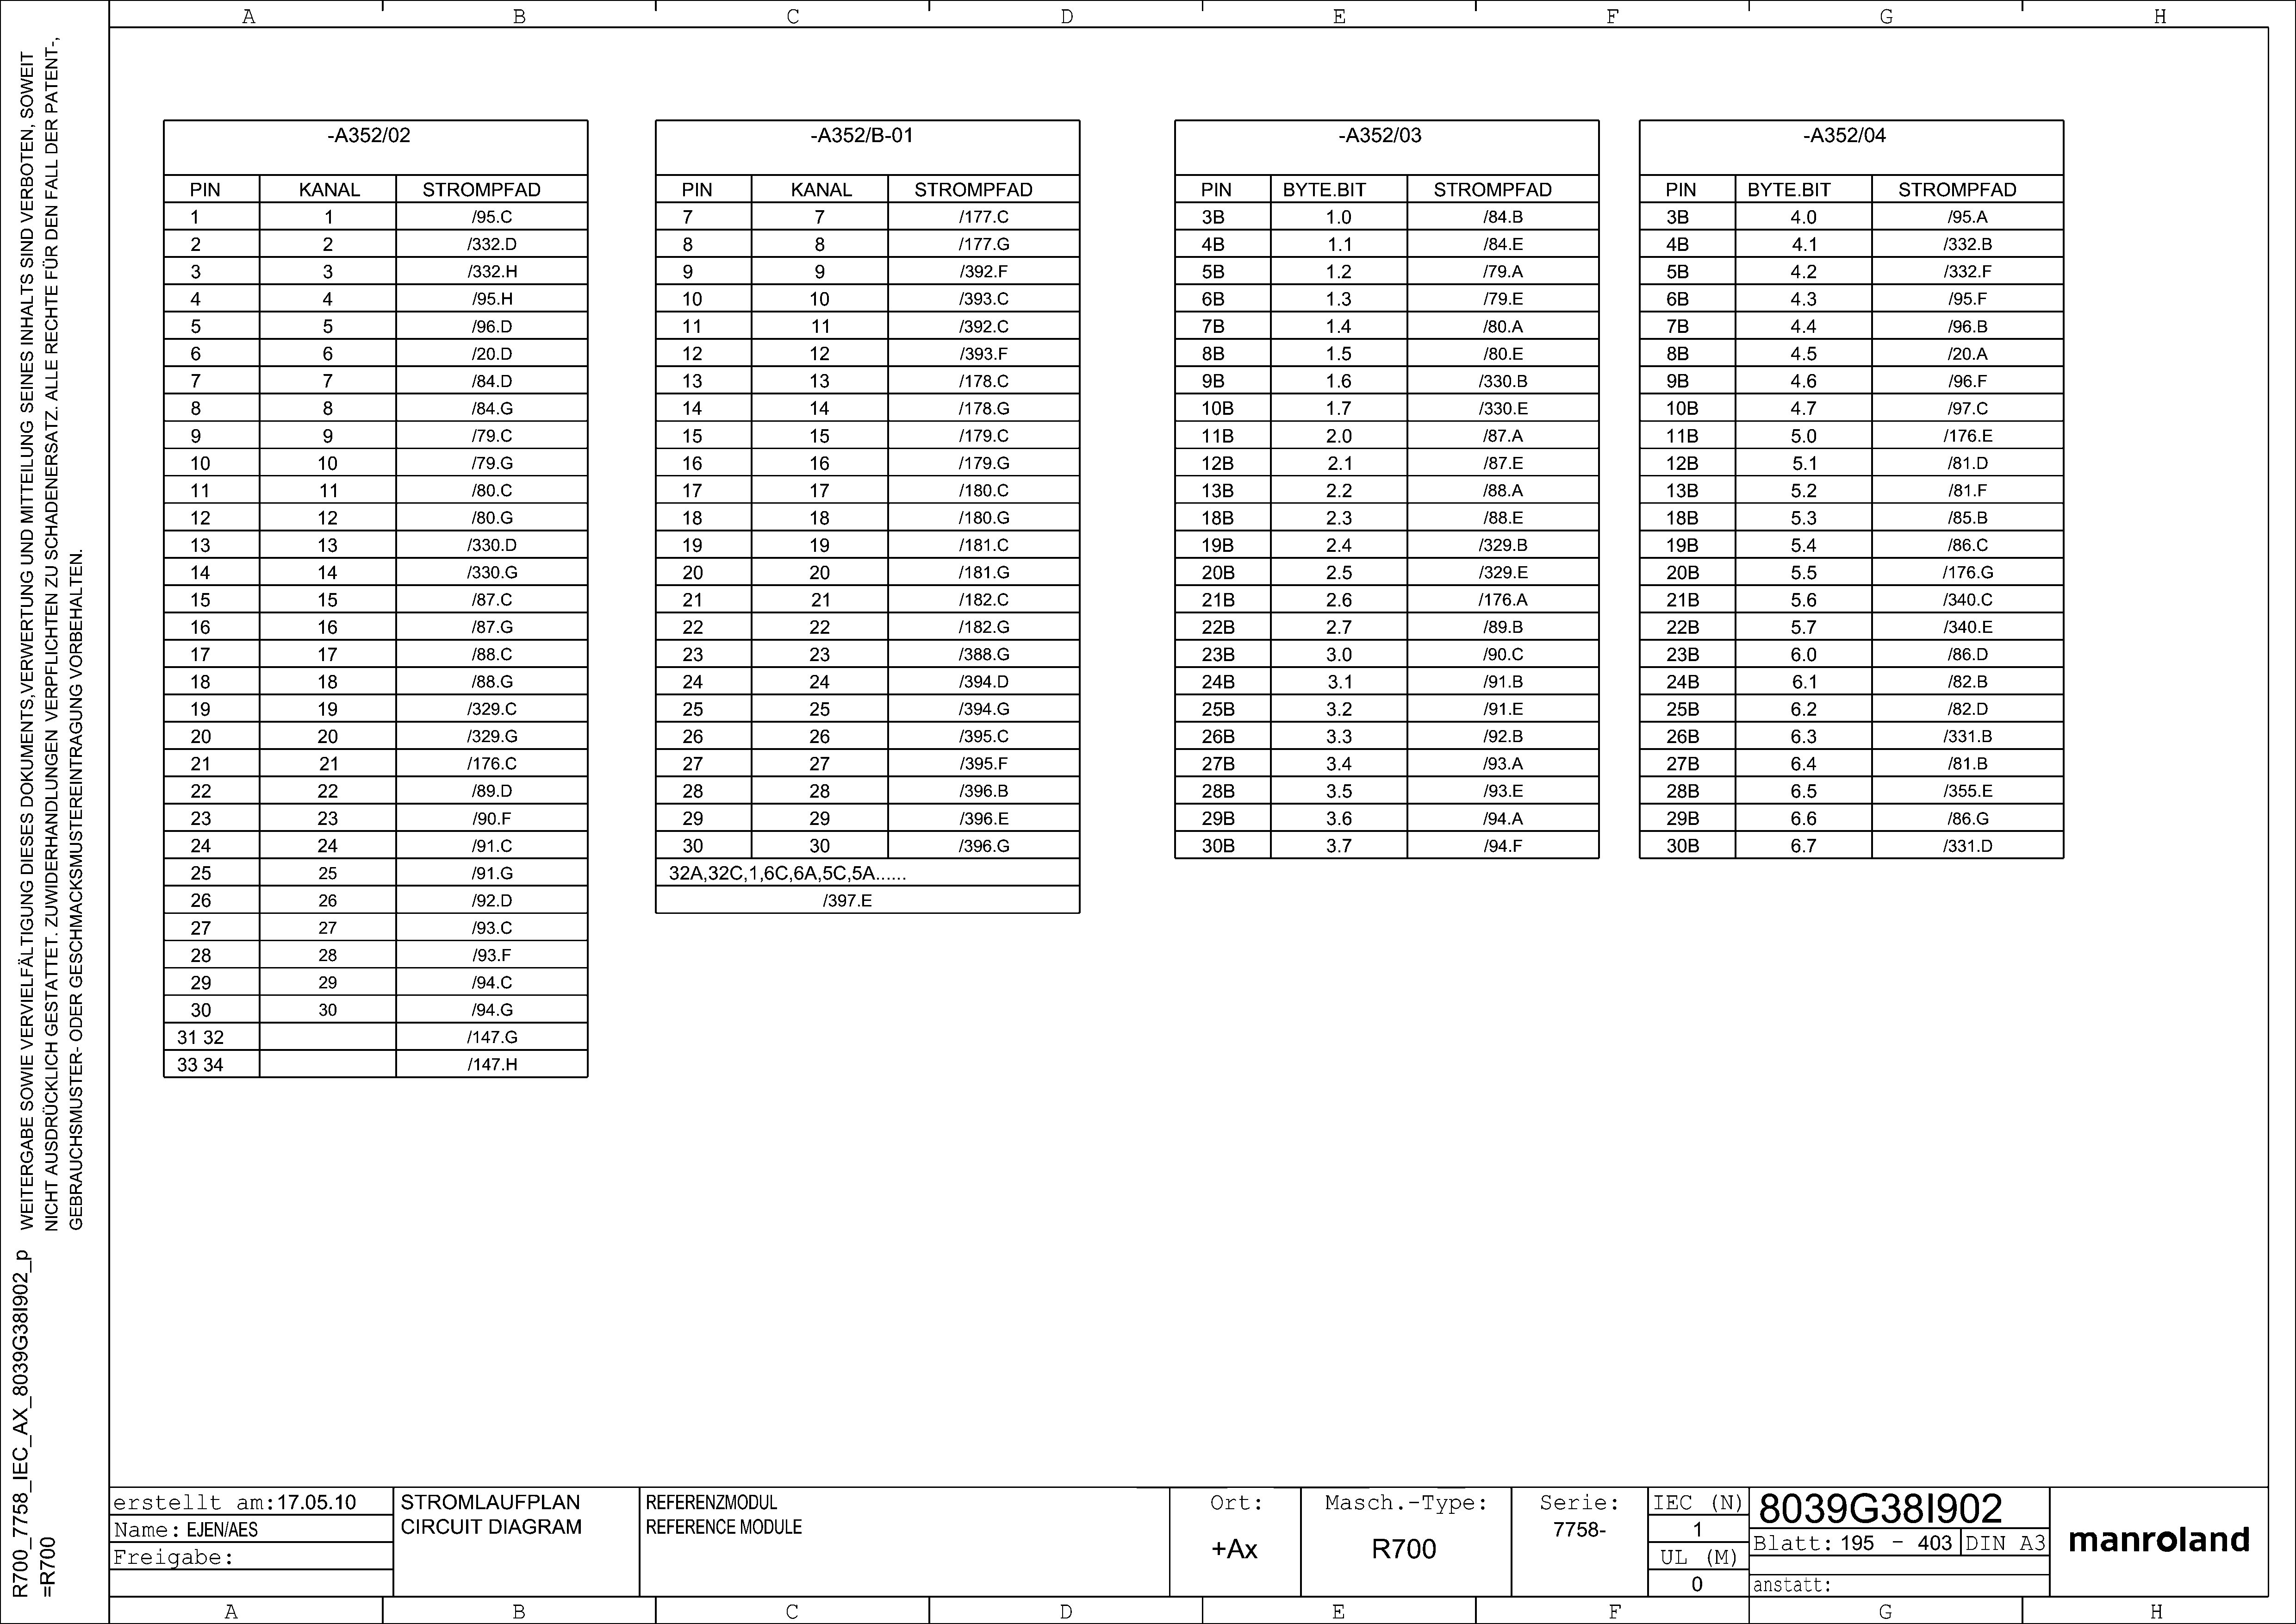 A B C D E F G H
WEITERGABE SOWIE VERVIELFÄLTIGUNG DIESES DOKUMENTS,VERWERTUNG UND MITTEILUNG SEINES INHALTS SIND VERBOTEN, SOWEIT
NICHT AUSDRÜCKLICH GESTATTET. ZUWIDERHANDLUNGEN VERPFLICHTEN ZU SCHADENERSATZ. ALLE RECHTE FÜR DEN FALL DER PATENT-,
GEBRAUCHSMUSTER- ODER GESCHMACKSMUSTEREINTRAGUNG VORBEHALTEN.
R700_7758_IEC_AX_8039G38I902_p
=R700
-A352/02
PIN KANAL STROMPFAD
1 1 /95.C
2 2 /332.D
3 3 /332.H
4 4 /95.H
5 5 /96.D
6 6 /20.D
7 7 /84.D
8 8 /84.G
9 9 /79.C
10 10 /79.G
11 11 /80.C
12 12 /80.G
13 13 /330.D
14 14 /330.G
15 15 /87.C
16 16 /87.G
17 17 /88.C
18 18 /88.G
19 19 /329.C
20 20 /329.G
21 21 /176.C
22 22 /89.D
23 23 /90.F
24 24 /91.C
25 25 /91.G
26 26 /92.D
27 27 /93.C
28 28 /93.F
29 29 /94.C
30 30 /94.G
31 32 /147.G
33 34 /147.H
-A352/B-01
PIN KANAL STROMPFAD
7 7 /177.C
8 8 /177.G
9 9 /392.F
10 10 /393.C
11 11 /392.C
12 12 /393.F
13 13 /178.C
14 14 /178.G
15 15 /179.C
16 16 /179.G
17 17 /180.C
18 18 /180.G
19 19 /181.C
20 20 /181.G
21 21 /182.C
22 22 /182.G
23 23 /388.G
24 24 /394.D
25 25 /394.G
26 26 /395.C
27 27 /395.F
28 28 /396.B
29 29 /396.E
30 30 /396.G
32A,32C,1,6C,6A,5C,5A......
/397.E
-A352/03
PIN BYTE.BIT STROMPFAD
3B 1.0 /84.B
4B 1.1 /84.E
5B 1.2 /79.A
6B 1.3 /79.E
7B 1.4 /80.A
8B 1.5 /80.E
9B 1.6 /330.B
10B 1.7 /330.E
11B 2.0 /87.A
12B 2.1 /87.E
13B 2.2 /88.A
18B 2.3 /88.E
19B 2.4 /329.B
20B 2.5 /329.E
21B 2.6 /176.A
22B 2.7 /89.B
23B 3.0 /90.C
24B 3.1 /91.B
25B 3.2 /91.E
26B 3.3 /92.B
27B 3.4 /93.A
28B 3.5 /93.E
29B 3.6 /94.A
30B 3.7 /94.F
-A352/04
PIN BYTE.BIT STROMPFAD
3B 4.0 /95.A
4B 4.1 /332.B
5B 4.2 /332.F
6B 4.3 /95.F
7B 4.4 /96.B
8B 4.5 /20.A
9B 4.6 /96.F
10B 4.7 /97.C
11B 5.0 /176.E
12B 5.1 /81.D
13B 5.2 /81.F
18B 5.3 /85.B
19B 5.4 /86.C
20B 5.5 /176.G
21B 5.6 /340.C
22B 5.7 /340.E
23B 6.0 /86.D
24B 6.1 /82.B
25B 6.2 /82.D
26B 6.3 /331.B
27B 6.4 /81.B
28B 6.5 /355.E
29B 6.6 /86.G
30B 6.7 /331.D
erstellt am:17.05.10
Name: EJEN/AES
Freigabe:
STROMLAUFPLAN
CIRCUIT DIAGRAM
REFERENZMODUL
REFERENCE MODULE
Ort:
+Ax
Masch.-Type:
R700
Serie:
7758-
IEC (N)
1
UL (M)
0
8039G38I902
Blatt: 195 - 403 DIN A3
anstatt:
manroland
A B C D E F G H